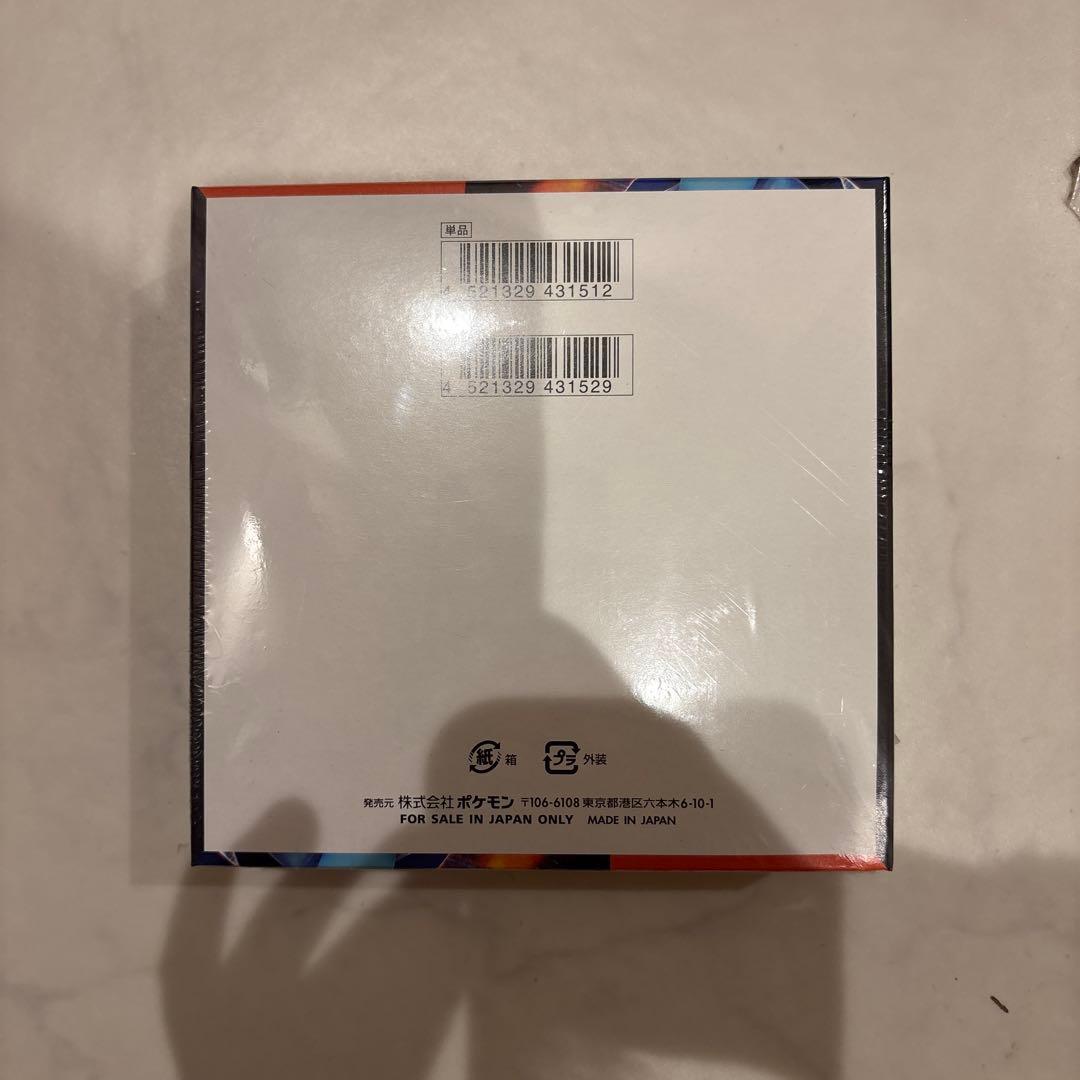 単品
4 521329 431512
4 521329 431529
紙 箱 プラ 外装
発売元 株式会社 ポケモン 〒106-6108 東京都港区六本木6-10-1
FOR SALE IN JAPAN ONLY MADE IN JAPAN